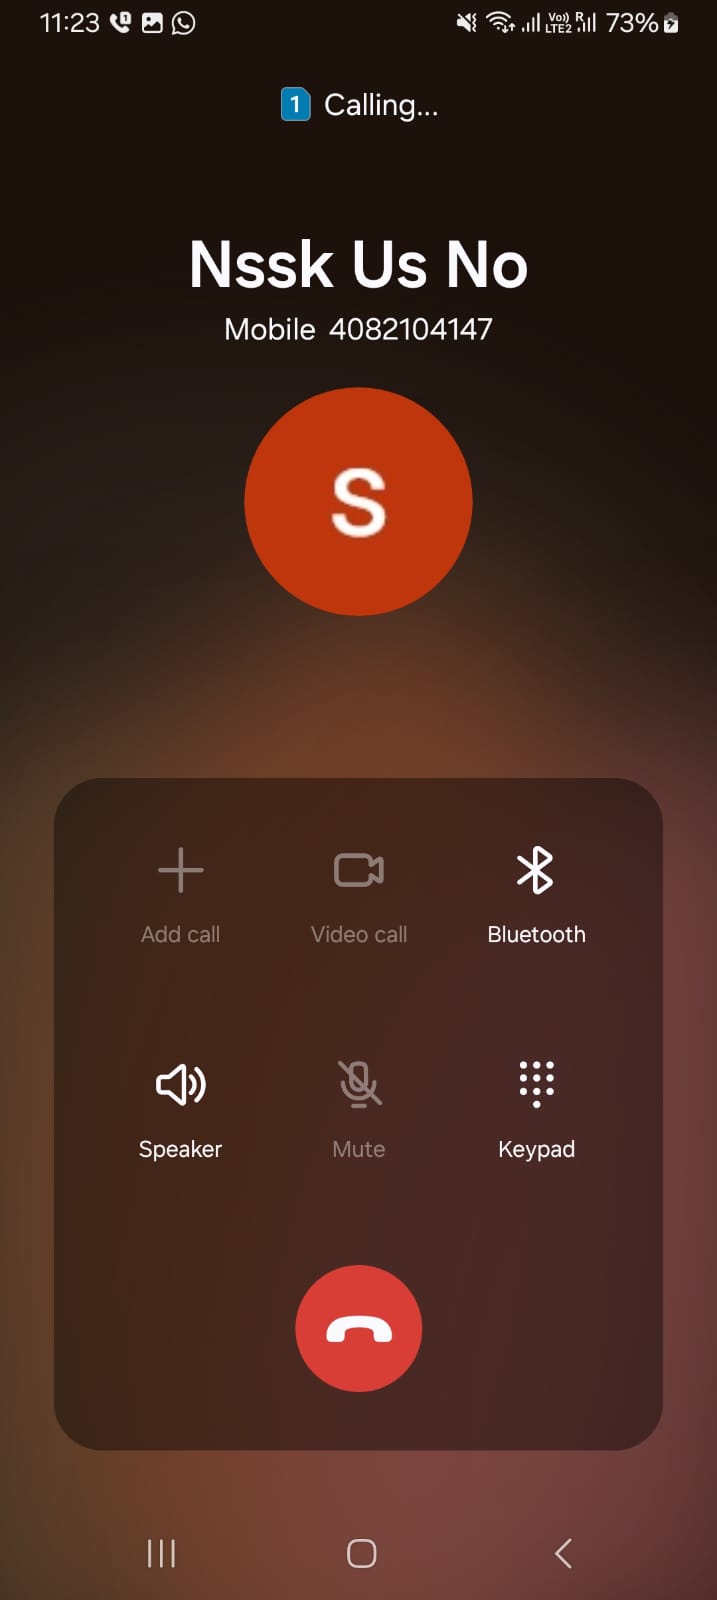 11:23 Vo) LTE2 R 73%
1 Calling...
Nssk Us No
Mobile 4082104147
S
Add call Video call Bluetooth
Speaker Mute Keypad